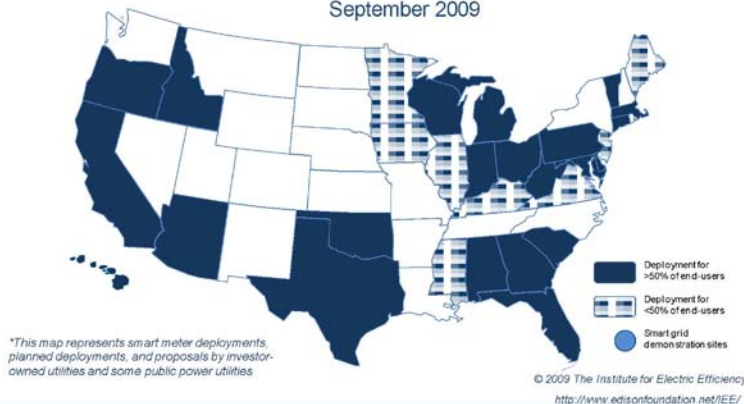 September 2009
Deployment for
>50% of end-users
Deployment for
<50% of end-users
Smart grid
demonstration sites
*This map represents smart meter deployments,
planned deployments, and proposals by investor-
owned utilities and some public power utilities
© 2009 The Institute for Electric Efficiency
http://www.edisonfoundation.net/IEE/